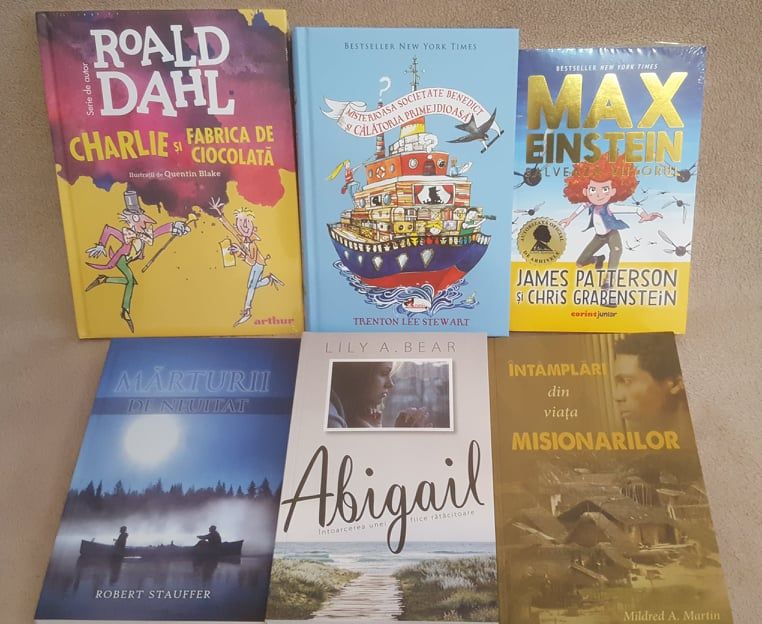 Serie de autor
ROALD
DAHL
CHARLIE ȘI FABRICA DE
CIOCOLATĂ
Ilustrații de Quentin Blake
arthur
BESTSELLER NEW YORK TIMES
MISTERIOASA SOCIETATE BENEDICT
ȘI CĂLĂTORIA PRIMEJDIOASĂ
TRENTON LEE STEWART
BESTSELLER NEW YORK TIMES
MAX
EINSTEIN
SALVEAZĂ VIITORUL
JAMES PATTERSON
ȘI CHRIS GRABENSTEIN
corintjunior
MĂRTURII
DE NEUITAT
ROBERT STAUFFER
LILY A. BEAR
Abigail
întoarcerea unei fiice rătăcitoare
ÎNTÂMPLĂRI
din
viața
MISIONARILOR
Mildred A. Martin